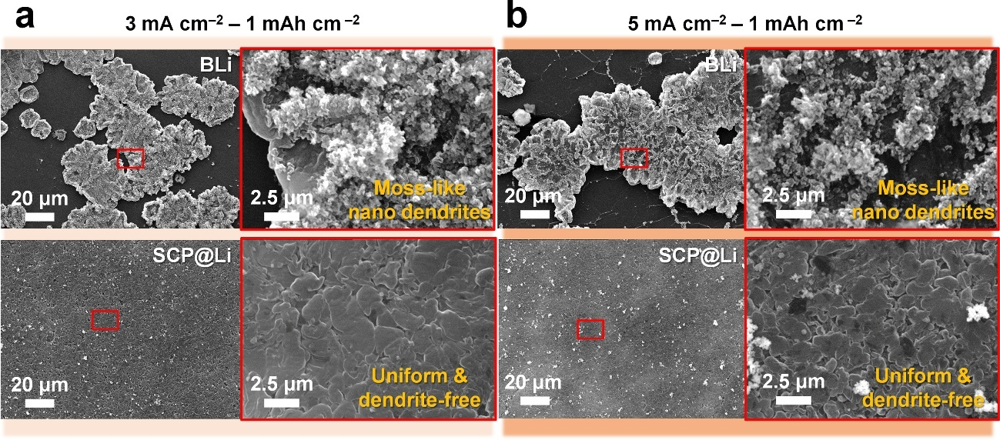 a
3 mA cm⁻² – 1 mAh cm⁻²
b
5 mA cm⁻² – 1 mAh cm⁻²
BLi
20 µm
2.5 µm
Moss-like
nano dendrites
BLi
20 µm
2.5 µm
Moss-like
nano dendrites
SCP@Li
20 µm
2.5 µm
Uniform &
dendrite-free
SCP@Li
20 µm
2.5 µm
Uniform &
dendrite-free